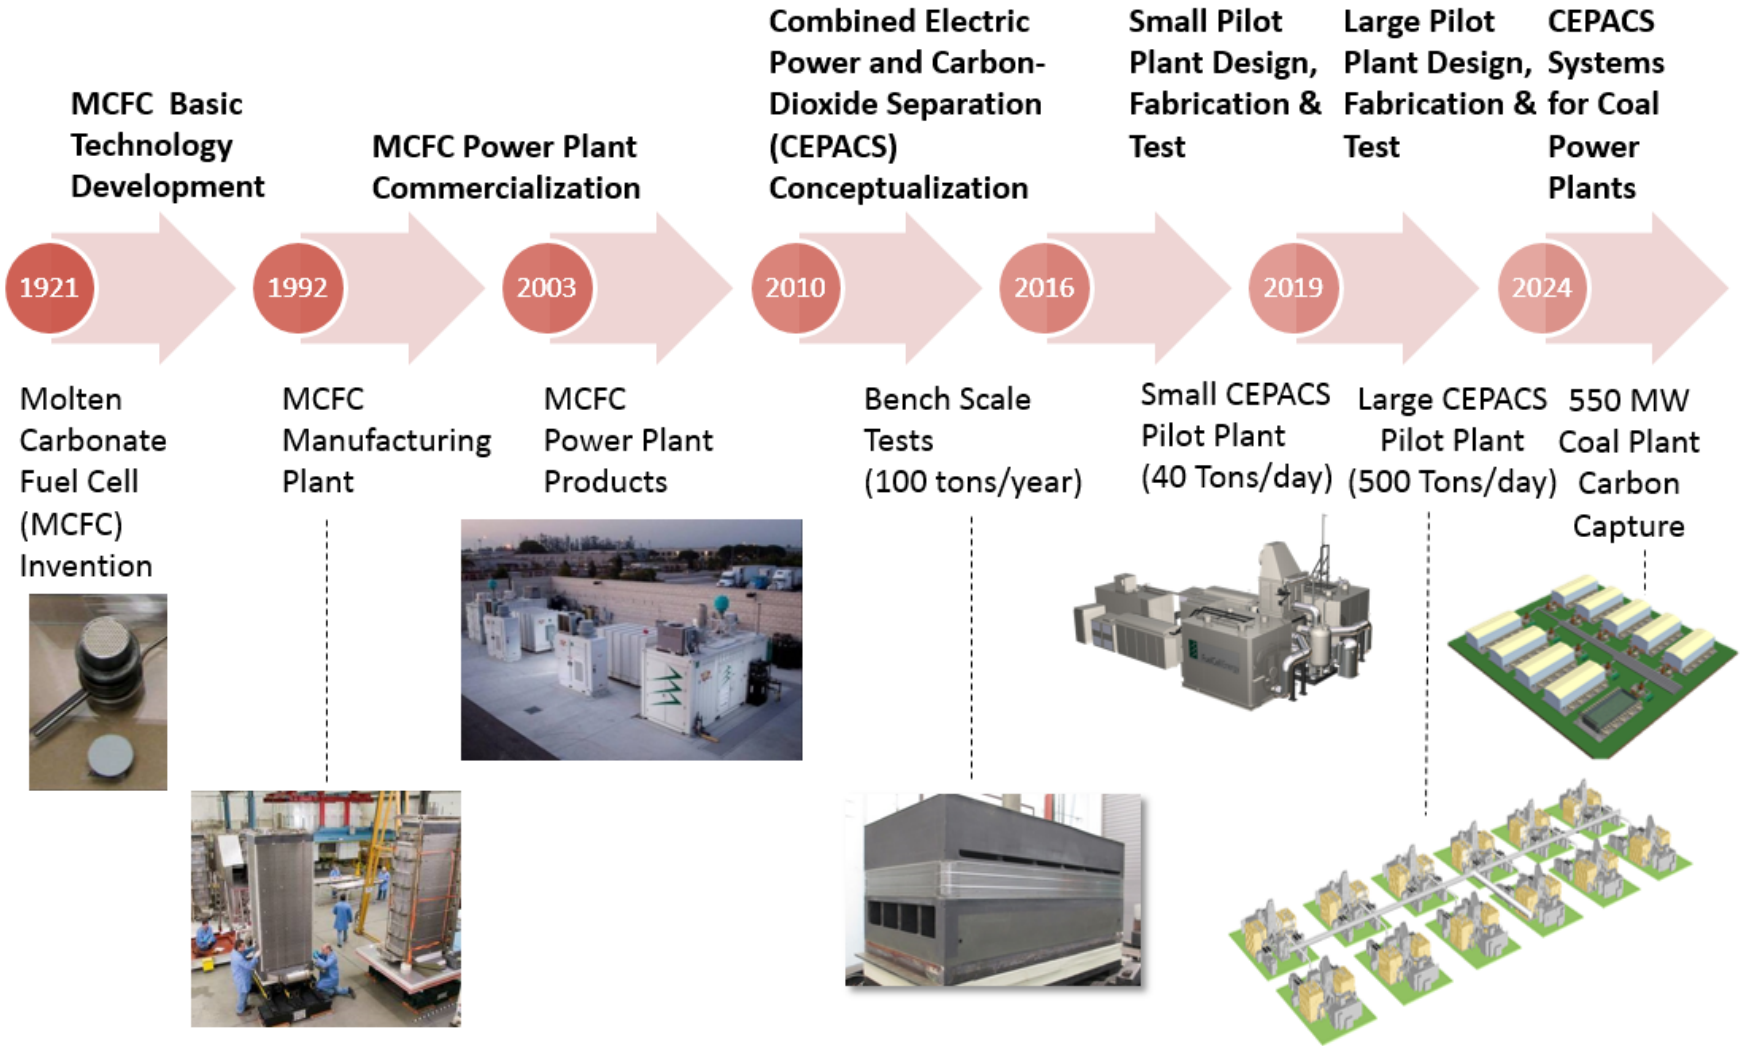 MCFC Basic
Technology
Development
MCFC Power Plant
Commercialization
Combined Electric
Power and Carbon-
Dioxide Separation
(CEPACS)
Conceptualization
Small Pilot
Plant Design,
Fabrication &
Test
Large Pilot
Plant Design,
Fabrication &
Test
CEPACS
Systems
for Coal
Power
Plants
1921
1992
2003
2010
2016
2019
2024
Molten
Carbonate
Fuel Cell
(MCFC)
Invention
MCFC
Manufacturing
Plant
MCFC
Power Plant
Products
Bench Scale
Tests
(100 tons/year)
Small CEPACS
Pilot Plant
(40 Tons/day)
Large CEPACS
Pilot Plant
(500 Tons/day)
550 MW
Coal Plant
Carbon
Capture